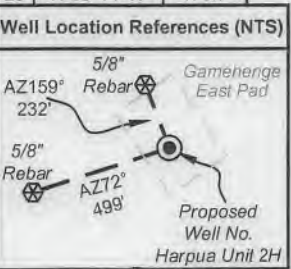 Well Location References (NTS)
5/8"
Rebar
Gamehenge
East Pad
AZ159°
232'
5/8"
Rebar
AZ72°
499'
Proposed
Well No.
Harpua Unit 2H